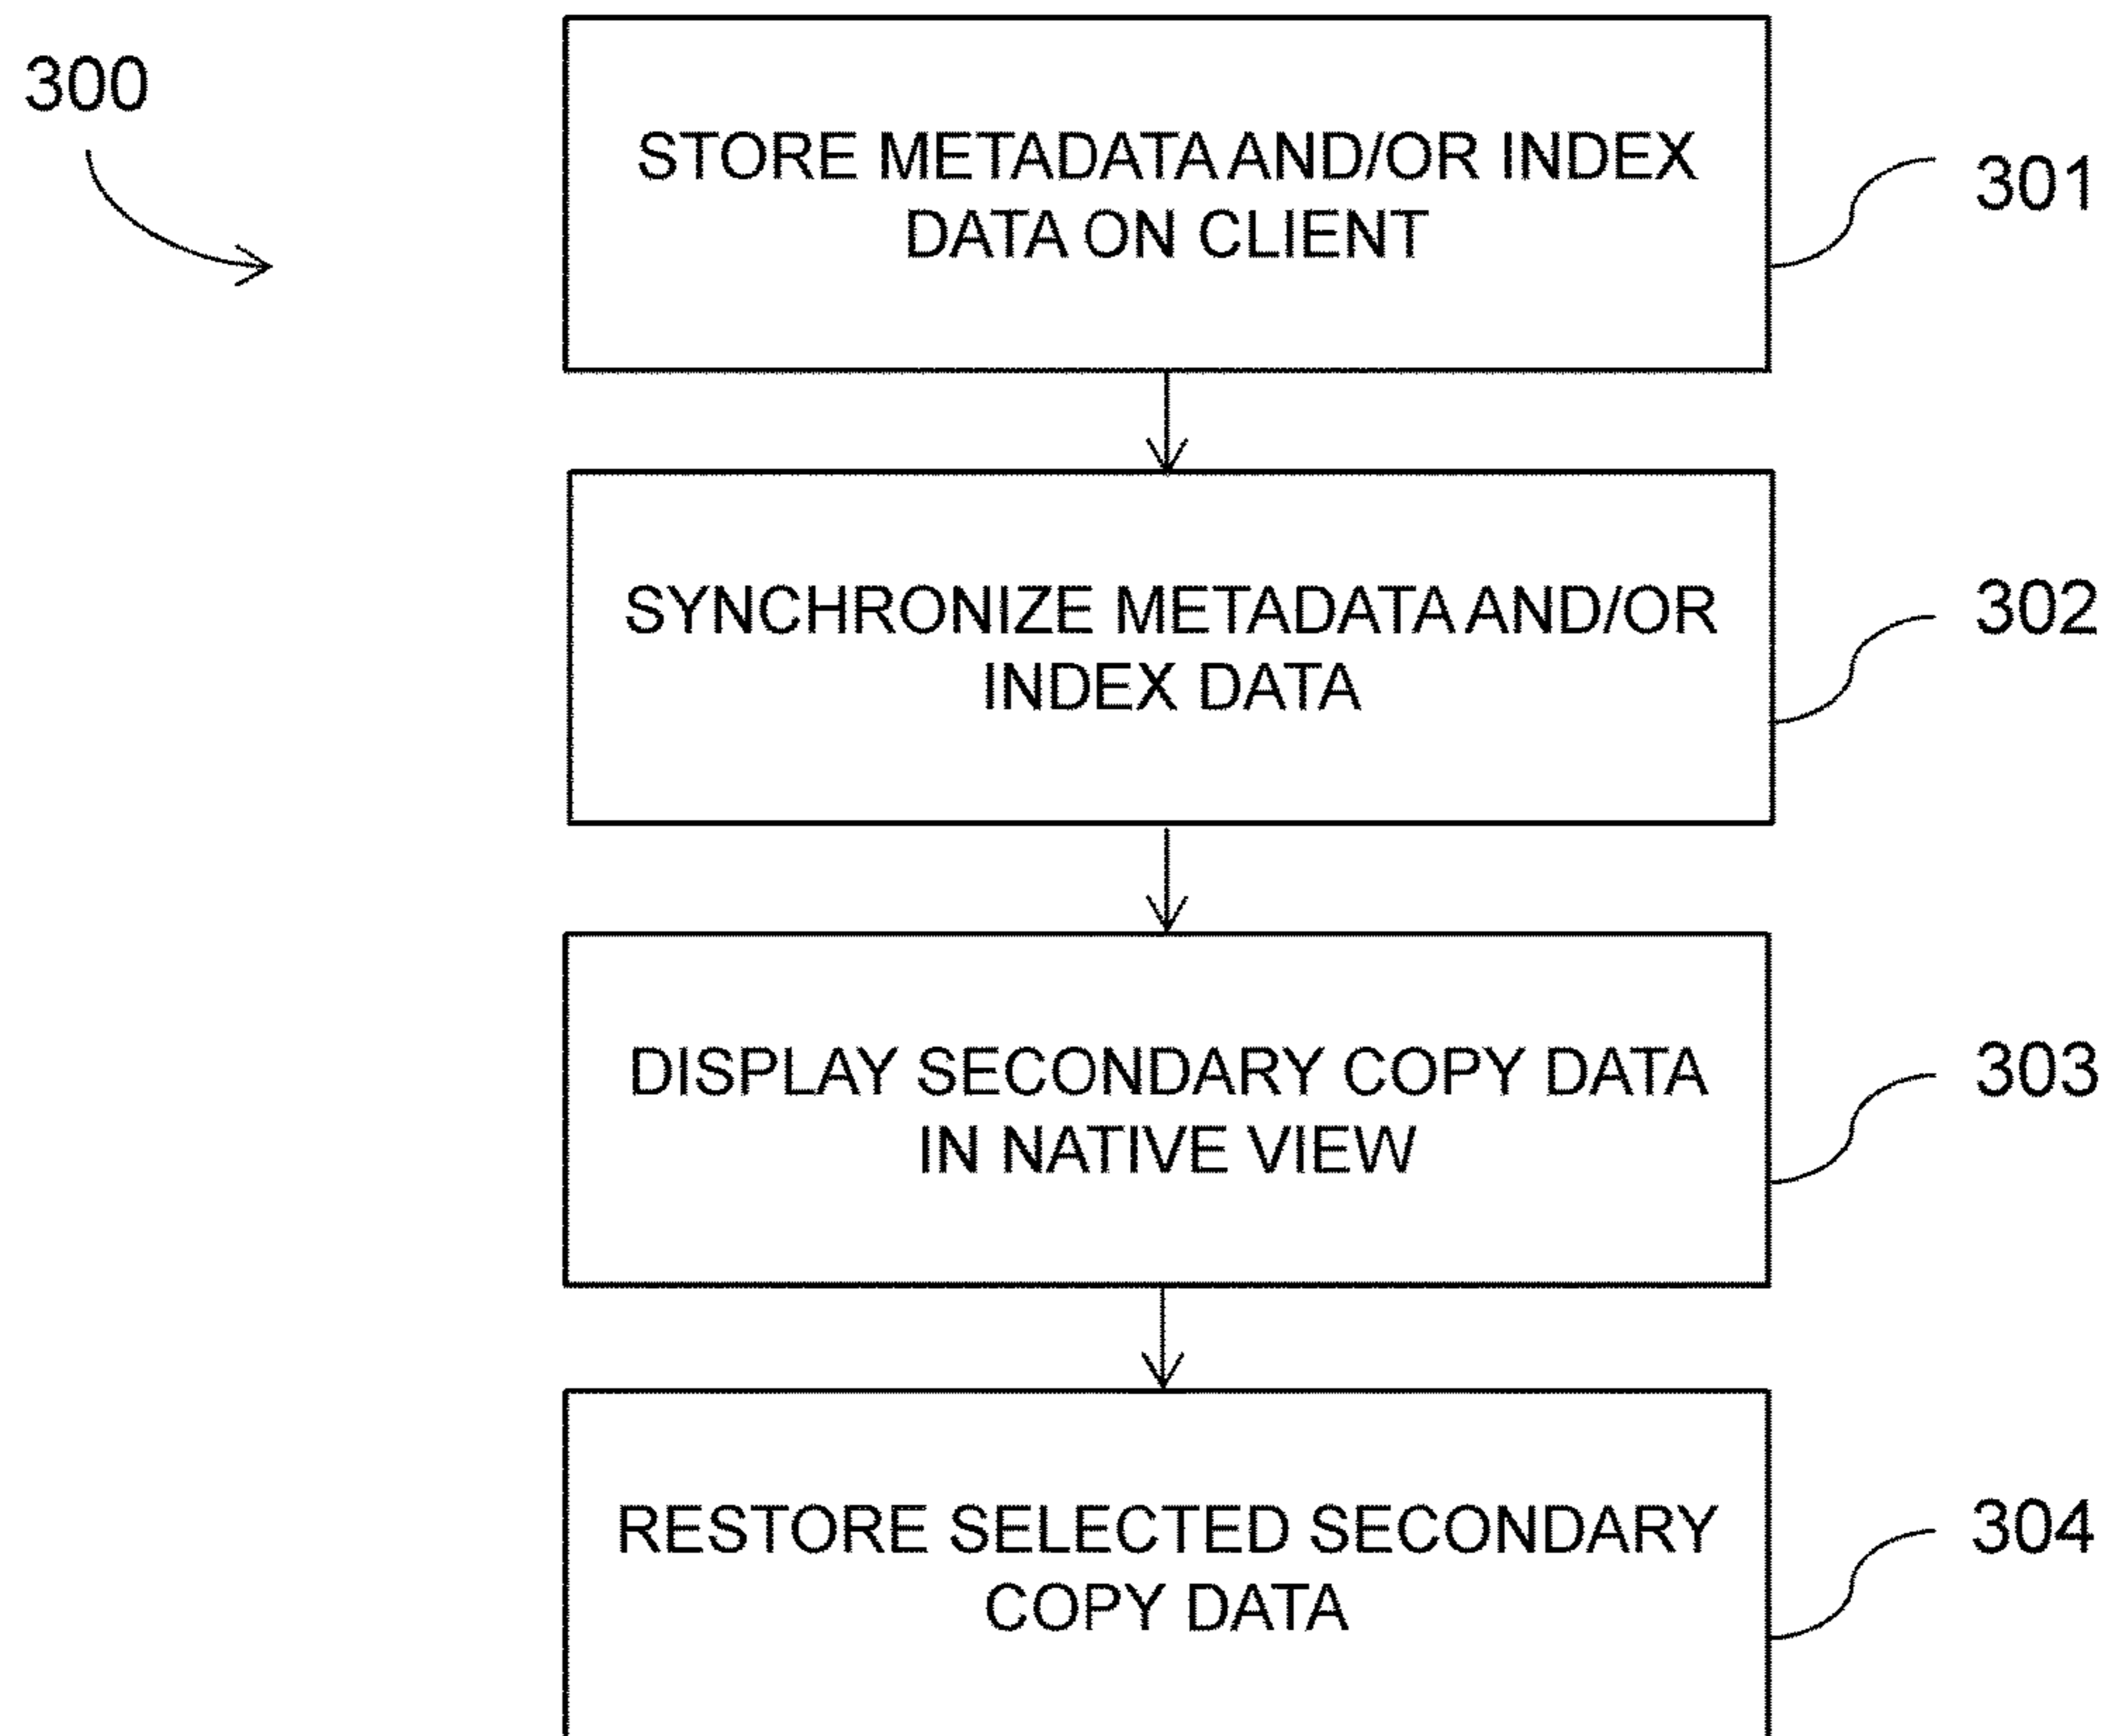 300
STORE METADATA AND/OR INDEX
DATA ON CLIENT
301
SYNCHRONIZE METADATA AND/OR
INDEX DATA
302
DISPLAY SECONDARY COPY DATA
IN NATIVE VIEW
303
RESTORE SELECTED SECONDARY
COPY DATA
304